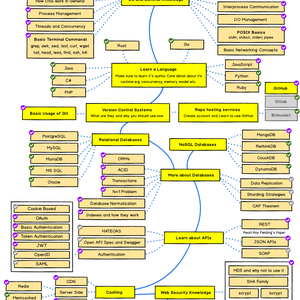 How OSes work in General
Process Management
Threads and Concurrency
Basic Terminal Commands
grep, awk, sed, lsof, curl, wget
tail, head, less, find, ssh, kill
Interprocess Communication
I/O Management
POSIX Basics
stdin, stdout, stderr, pipes
Basic Networking Concepts
Rust
Go
Learn a Language
Make sure to learn it's quirks. Core details about it's
runtime e.g. concurrency, memory model etc.
Java
C#
PHP
JavaScript
Python
Ruby
GitHub
GitLab
Bitbucket
Basic Usage of Git
Version Control Systems
What are they and why you should use one
Repo hosting services
Create account and Learn to use GitHub
Relational Databases
NoSQL Databases
PostgreSQL
MySQL
MariaDB
MS SQL
Oracle
MongoDB
RethinkDB
CouchDB
DynamoDB
ORMs
ACID
Transactions
N+1 Problem
Database Normalization
Indexes and how they work
More about Databases
Data Replication
Sharding Strategies
CAP Theorem
Cookie Based
OAuth
Basic Authentication
Token Authentication
JWT
OpenID
SAML
HATEOAS
Open API Spec and Swagger
Authentication
Learn about APIs
REST
Read Roy Fielding's Paper
JSON APIs
SOAP
CDN
Server Side
Redis
Memcached
Caching
Web Security Knowledge
MD5 and why not to use it
SHA Family
scrypt
bcrypt